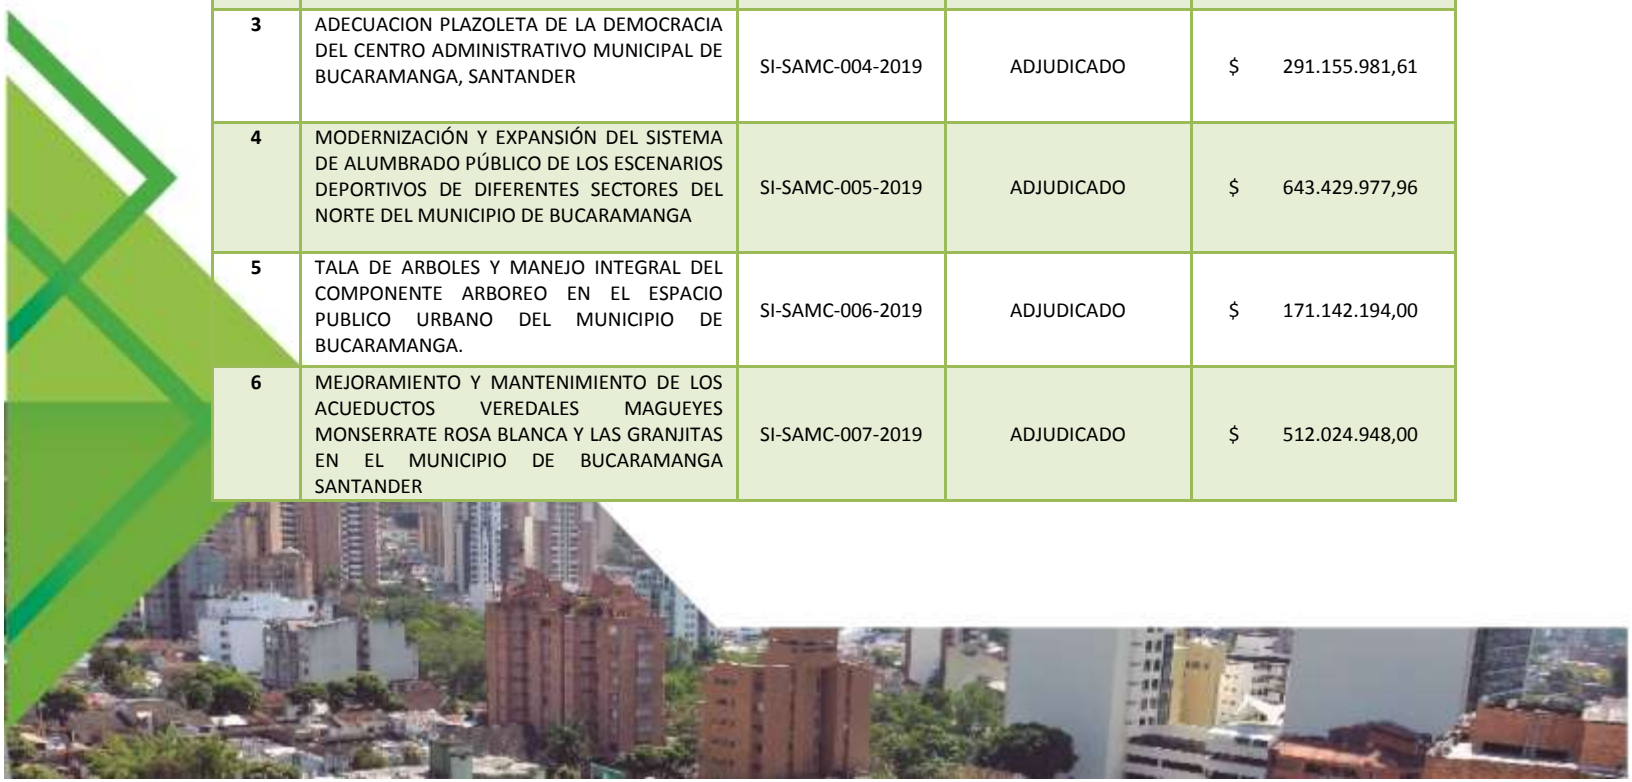 3
ADECUACION PLAZOLETA DE LA DEMOCRACIA
DEL CENTRO ADMINISTRATIVO MUNICIPAL DE
BUCARAMANGA, SANTANDER
SI-SAMC-004-2019
ADJUDICADO
$ 291.155.981,61
4
MODERNIZACIÓN Y EXPANSIÓN DEL SISTEMA
DE ALUMBRADO PÚBLICO DE LOS ESCENARIOS
DEPORTIVOS DE DIFERENTES SECTORES DEL
NORTE DEL MUNICIPIO DE BUCARAMANGA
SI-SAMC-005-2019
ADJUDICADO
$ 643.429.977,96
5
TALA DE ARBOLES Y MANEJO INTEGRAL DEL
COMPONENTE ARBOREO EN EL ESPACIO
PUBLICO URBANO DEL MUNICIPIO DE
BUCARAMANGA.
SI-SAMC-006-2019
ADJUDICADO
$ 171.142.194,00
6
MEJORAMIENTO Y MANTENIMIENTO DE LOS
ACUEDUCTOS VEREDALES MAGUEYES
MONSERRATE ROSA BLANCA Y LAS GRANJITAS
EN EL MUNICIPIO DE BUCARAMANGA
SANTANDER
SI-SAMC-007-2019
ADJUDICADO
$ 512.024.948,00